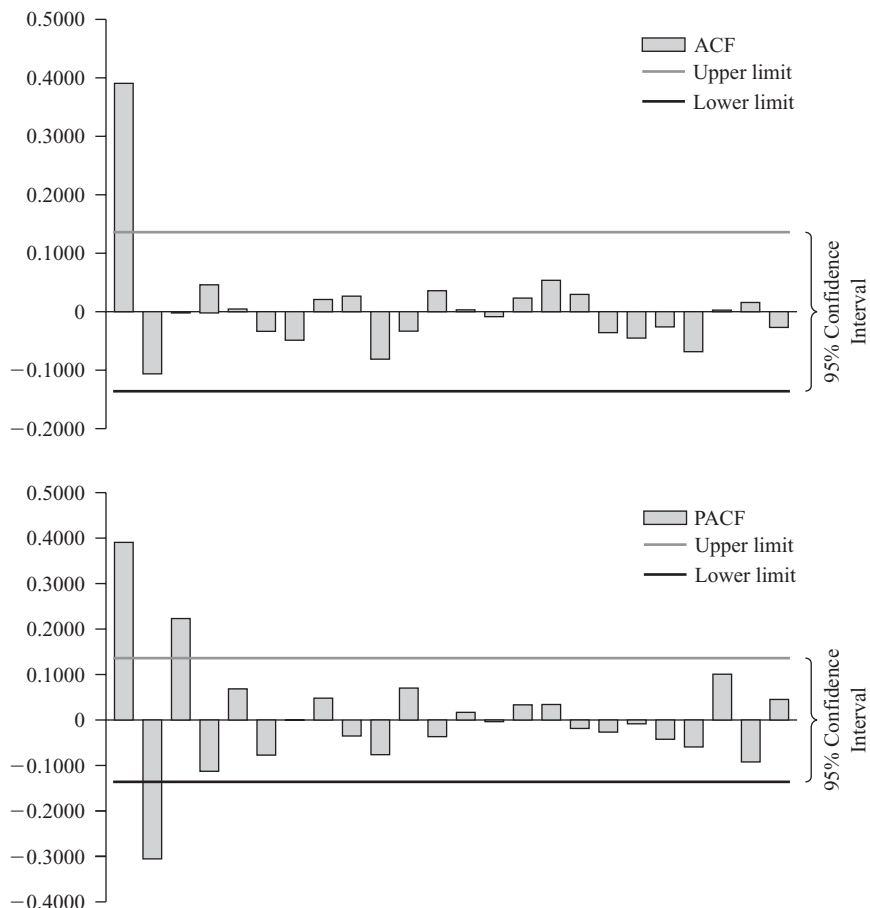 0.5000
0.4000
0.3000
0.2000
0.1000
0
−0.1000
−0.2000
ACF
Upper limit
Lower limit
95% Confidence
Interval
0.5000
0.4000
0.3000
0.2000
0.1000
0
−0.1000
−0.2000
−0.3000
−0.4000
PACF
Upper limit
Lower limit
95% Confidence
Interval